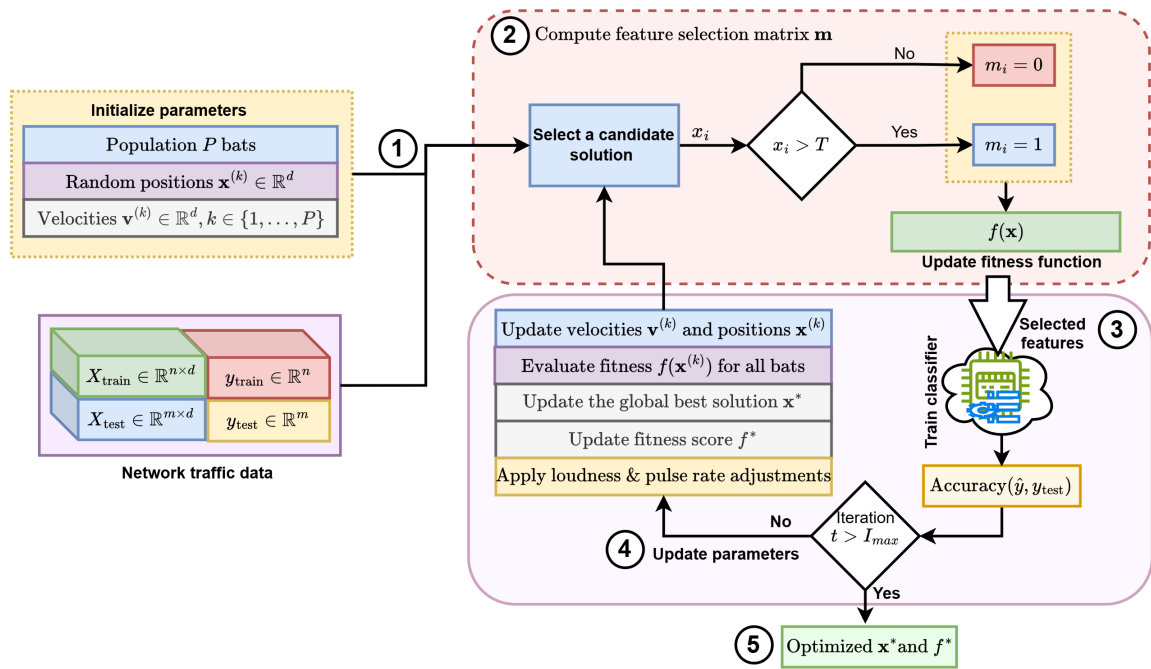 Initialize parameters
Population P bats
Random positions x^(k) ∈ ℝ^d
Velocities v^(k) ∈ ℝ^d, k ∈ {1, …, P}
1
X_train ∈ ℝ^{n×d}
y_train ∈ ℝ^n
X_test ∈ ℝ^{m×d}
y_test ∈ ℝ^m
Network traffic data
2
Compute feature selection matrix m
Select a candidate
solution
x_i
x_i > T
No
m_i = 0
Yes
m_i = 1
f(x)
Update fitness function
3
Selected
features
Train classifier
Accuracy(ŷ, y_test)
Iteration
t > I_max
No
4
Update parameters
Update velocities v^(k) and positions x^(k)
Evaluate fitness f(x^(k)) for all bats
Update the global best solution x*
Update fitness score f*
Apply loudness & pulse rate adjustments
Yes
5
Optimized x* and f*